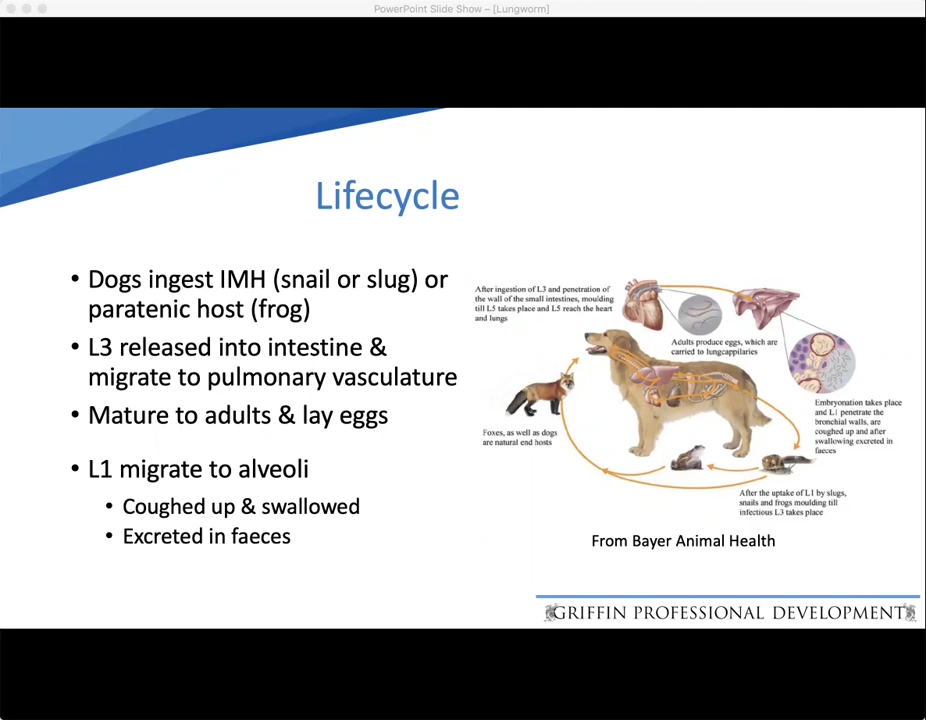 PowerPoint Slide Show – [Lungworm]
Lifecycle
• Dogs ingest IMH (snail or slug) or
paratenic host (frog)
• L3 released into intestine &
migrate to pulmonary vasculature
• Mature to adults & lay eggs
• L1 migrate to alveoli
• Coughed up & swallowed
• Excreted in faeces
After ingestion of L3 and penetration of
the wall of the small intestines, moulding
till L5 takes place and L5 reach the heart
and lungs
Adults produce eggs, which are
carried to lungcapilaries
Embryonation takes place
and L1 penetrate the
bronchial walls, are
coughed up and after
swallowing excreted in
faeces
Foxes, as well as dogs
are natural end hosts
After the uptake of L1 by slugs,
snails and frogs moulding till
infectious L3 takes place
From Bayer Animal Health
GRIFFIN PROFESSIONAL DEVELOPMENT